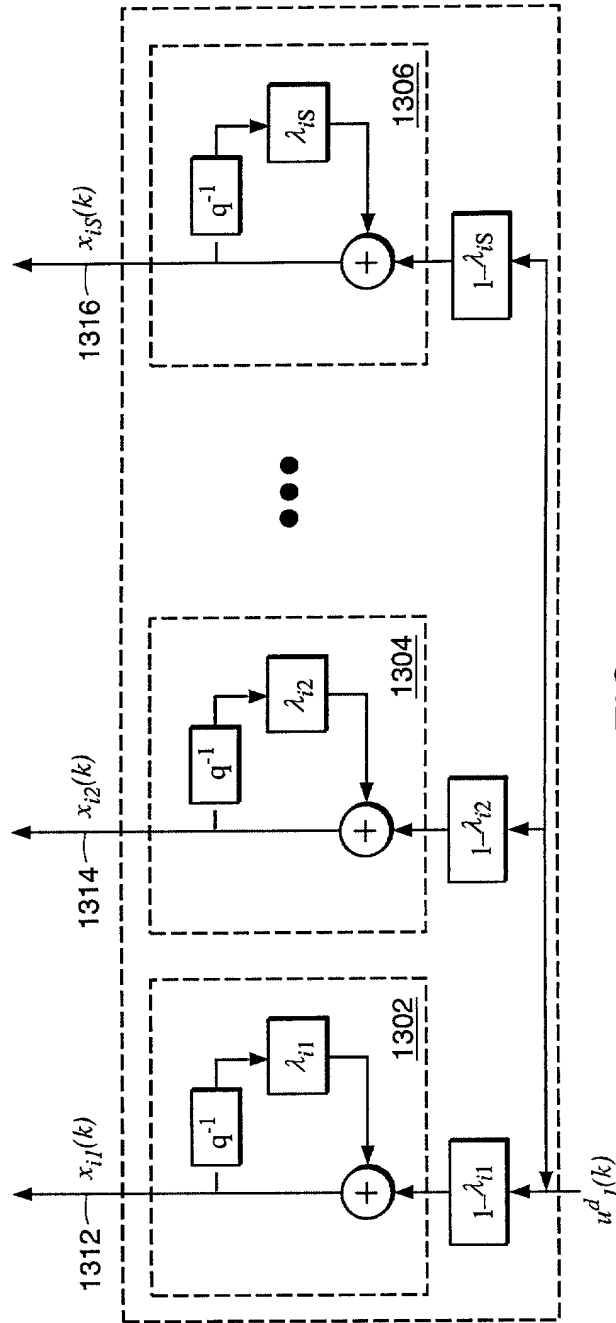 1312
x_{i1}(k)
1314
x_{i2}(k)
1316
x_{iS}(k)
q^{-1}
λ_{i1}
+
1302
q^{-1}
λ_{i2}
+
1304
q^{-1}
λ_{iS}
+
1306
1-λ_{i1}
1-λ_{i2}
1-λ_{iS}